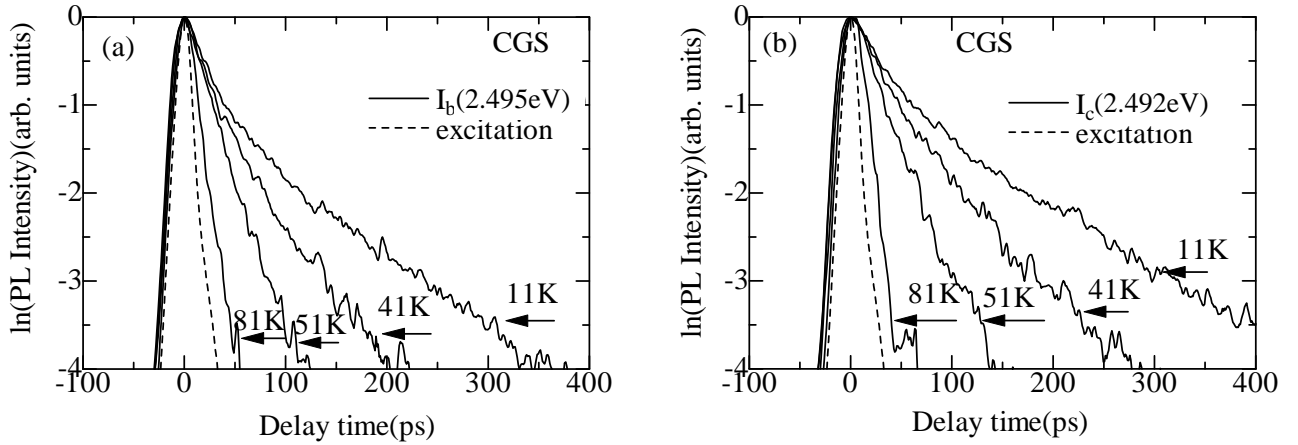 0
(a)
CGS
I_b(2.495eV)
excitation
-1
-2
-3
-4
81K
51K
41K
11K
-100
0
100
200
300
400
Delay time(ps)
ln(PL Intensity)(arb. units)
0
(b)
CGS
I_c(2.492eV)
excitation
-1
-2
-3
-4
81K
51K
41K
11K
-100
0
100
200
300
400
Delay time(ps)
ln(PL Intensity)(arb. units)